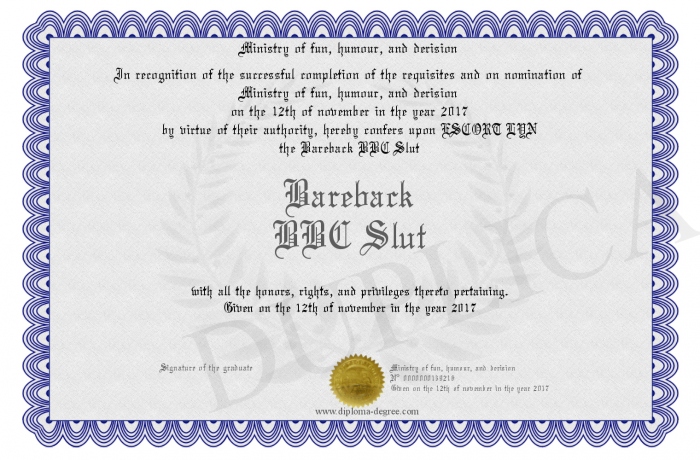 Ministry of fun, humour, and derision
In recognition of the successful completion of the requisites and on nomination of
Ministry of fun, humour, and derision
on the 12th of november in the year 2017
by virtue of their authority, hereby confers upon ESCORT LYN
the Bareback BBC Slut
Bareback
BBC Slut
with all the honors, rights, and privileges thereto pertaining.
Given on the 12th of november in the year 2017
Signature of the graduate
Ministry of fun, humour, and derision
Given on the 12th of november in the year 2017
www.diploma-degree.com
DUPLICA